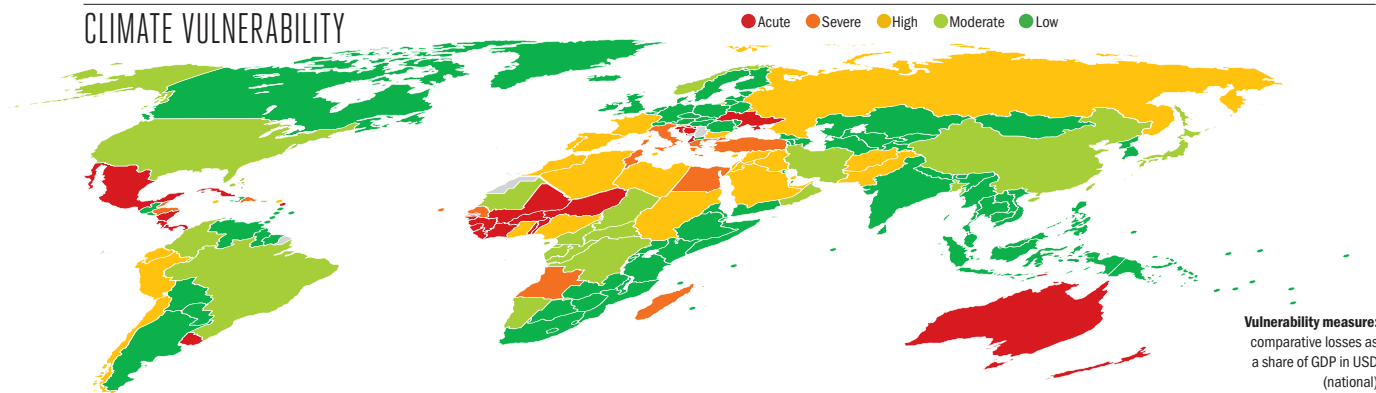 CLIMATE VULNERABILITY
Acute Severe High Moderate Low
Vulnerability measure:
comparative losses as
a share of GDP in USD
(national)